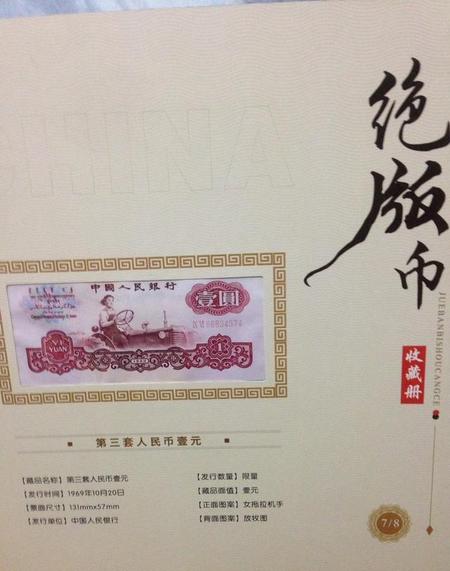 CHINA
绝版币
JUEBANBISHOUCANGCE
收藏册
中国人民银行
壹圆
YI YUAN
第三套人民币壹元
【藏品名称】第三套人民币壹元
【发行时间】1969年10月20日
【票面尺寸】131mmx57mm
【发行单位】中国人民银行
【发行数量】限量
【藏品面值】壹元
【正面图案】女拖拉机手
【背面图案】放牧图
7/8